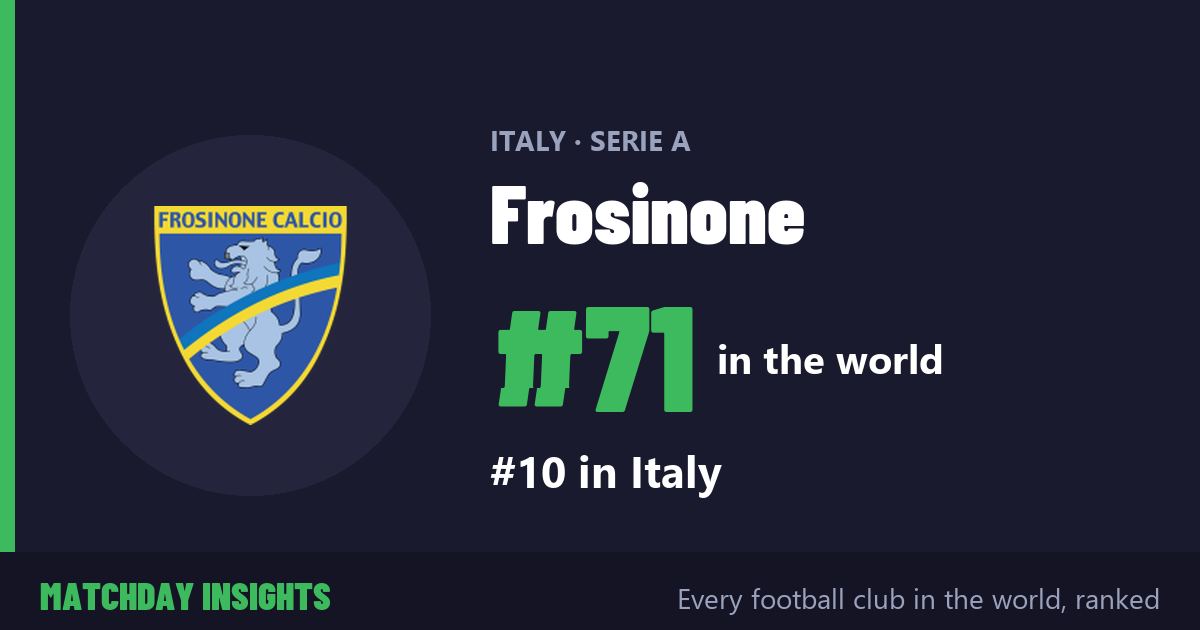 ITALY · SERIE A
FROSINONE CALCIO
Frosinone
#71 in the world
#10 in Italy
MATCHDAY INSIGHTS
Every football club in the world, ranked